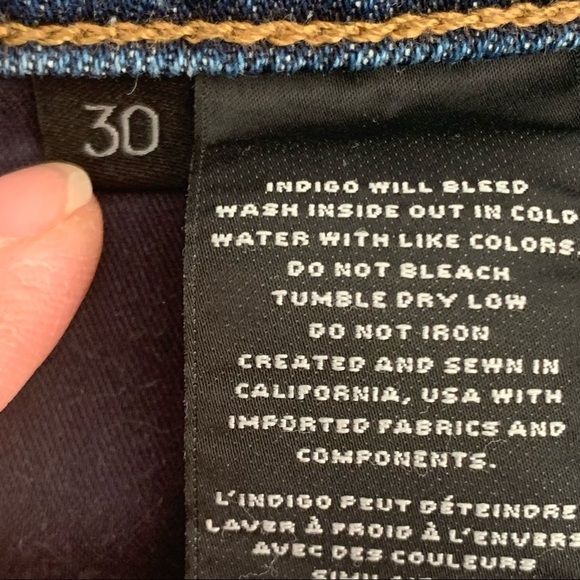 30
INDIGO WILL BLEED
WASH INSIDE OUT IN COLD
WATER WITH LIKE COLORS.
DO NOT BLEACH
TUMBLE DRY LOW
DO NOT IRON
CREATED AND SEWN IN
CALIFORNIA, USA WITH
IMPORTED FABRICS AND
COMPONENTS.
L'INDIGO PEUT DÉTEINDRE
LAVER À FROID À L'ENVERS
AVEC DES COULEURS